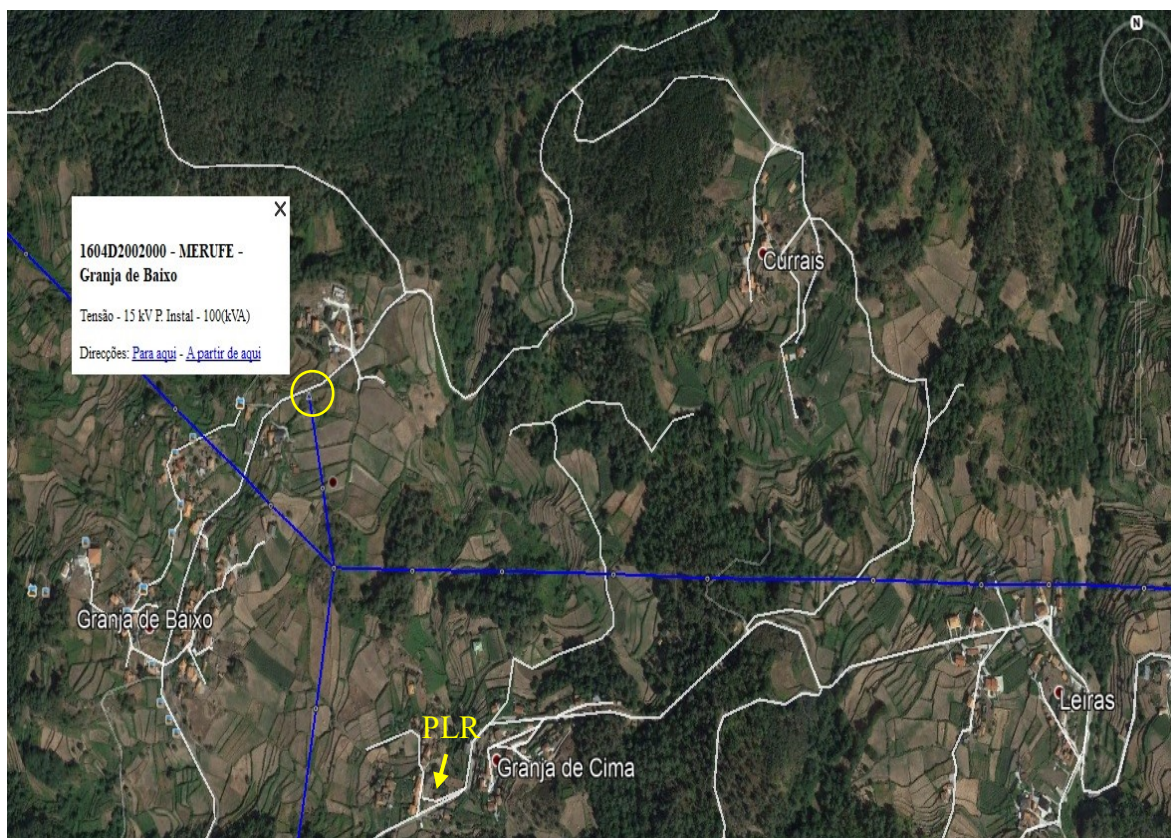 N
X
1604D2002000 - MERUFE -
Granja de Baixo
Tensão - 15 kV P. Instal - 100(kVA)
Direcções: Para aqui - A partir de aqui
Currais
Granja de Baixo
Leiras
PLR
Granja de Cima